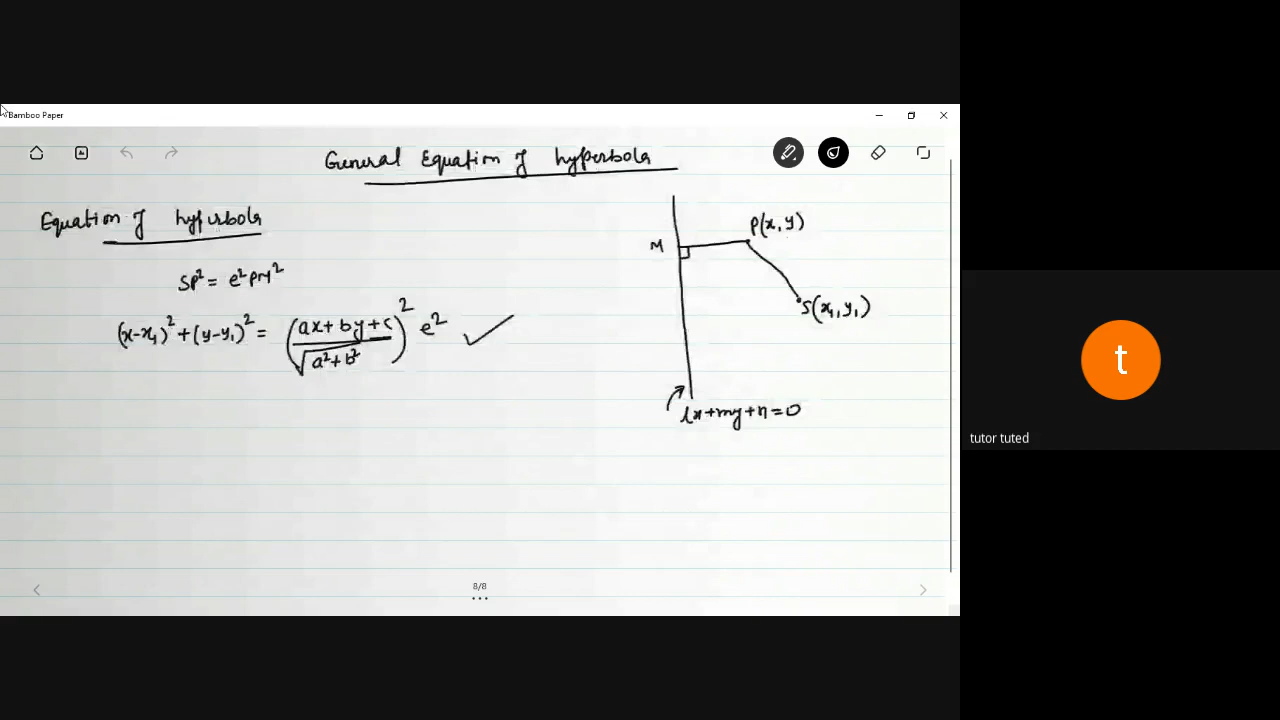 Bamboo Paper
General Equation of hyperbola
Equation of hyperbola
SP² = e²PM²
(x-x₁)² + (y-y₁)² = (ax+by+c / √a²+b²)² e²
M
P(x, y)
S(x₁, y₁)
lx+my+n=0
8/8
t
tutor tuted